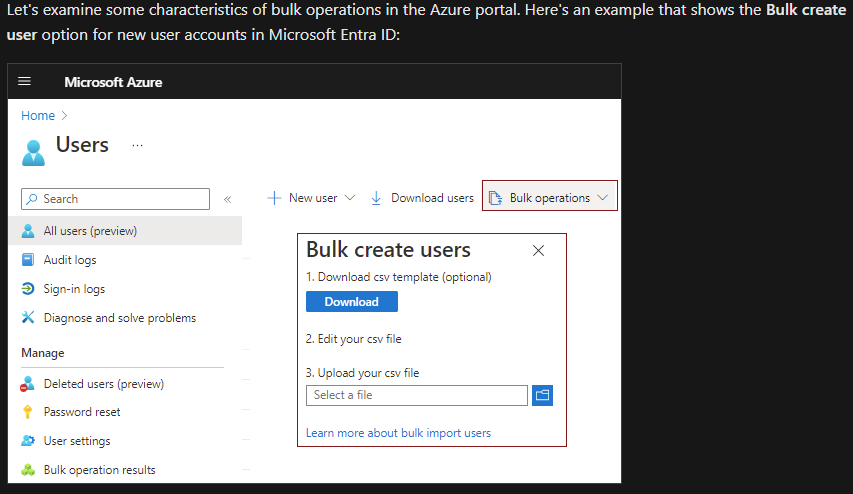 Let's examine some characteristics of bulk operations in the Azure portal. Here's an example that shows the Bulk create
user option for new user accounts in Microsoft Entra ID:
Microsoft Azure
Home >
Users ...
Search «
New user Download users Bulk operations
All users (preview)
Audit logs
Sign-in logs
Diagnose and solve problems
Manage
Deleted users (preview)
Password reset
User settings
Bulk operation results
Bulk create users
1. Download csv template (optional)
Download
2. Edit your csv file
3. Upload your csv file
Select a file
Learn more about bulk import users